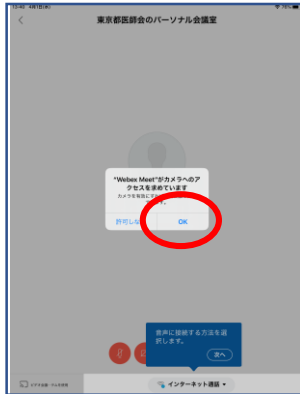 東京都医師会のパーソナル会議室
"Webex Meet"がカメラへのア
クセスを求めています
許可しな
OK
音声に接続する方法を選
択します。
次へ
インターネット通話